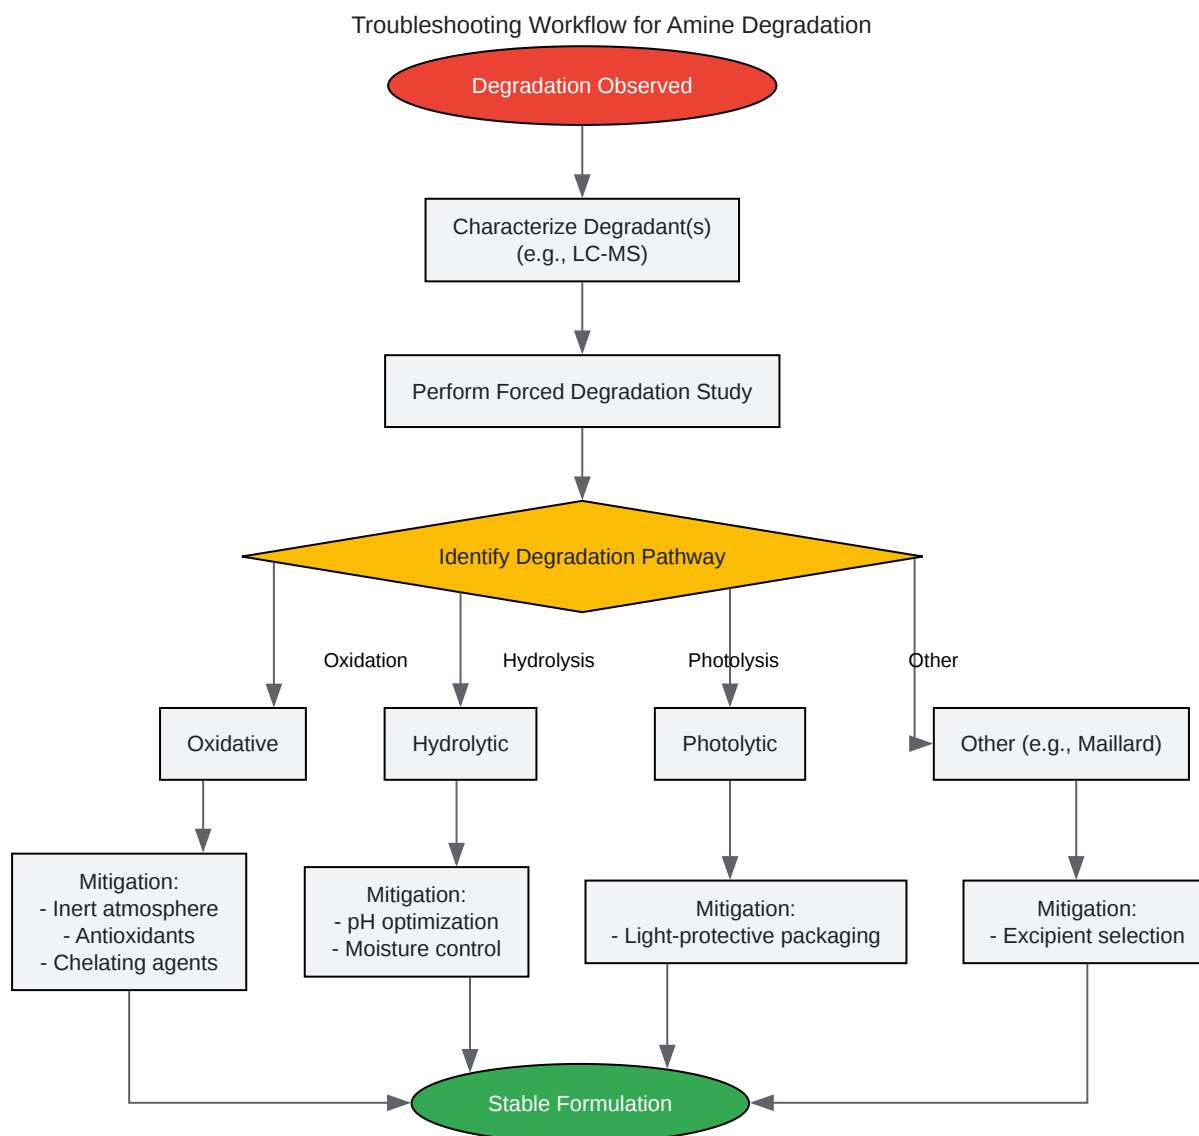 Troubleshooting Workflow for Amine Degradation
Degradation Observed
Characterize Degradant(s)
(e.g., LC-MS)
Perform Forced Degradation Study
Identify Degradation Pathway
Oxidation
Hydrolysis
Photolysis
Other
Oxidative
Hydrolytic
Photolytic
Other (e.g., Maillard)
Mitigation:
- Inert atmosphere
- Antioxidants
- Chelating agents
Mitigation:
- pH optimization
- Moisture control
Mitigation:
- Light-protective packaging
Mitigation:
- Excipient selection
Stable Formulation